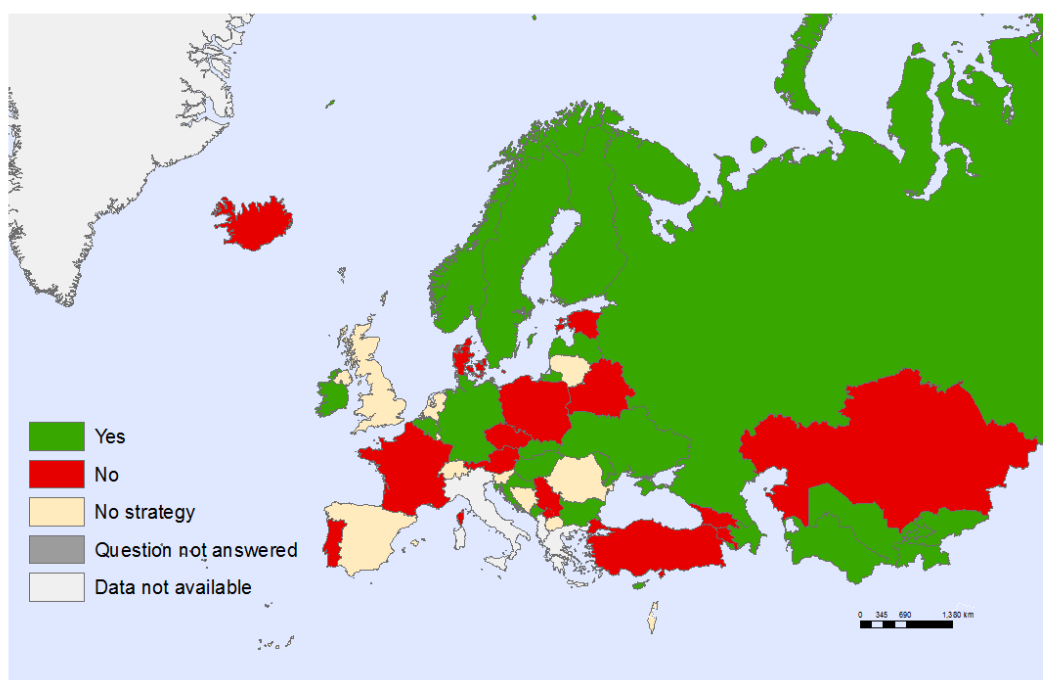 Yes
No
No strategy
Question not answered
Data not available
0 345 690 1.380 km